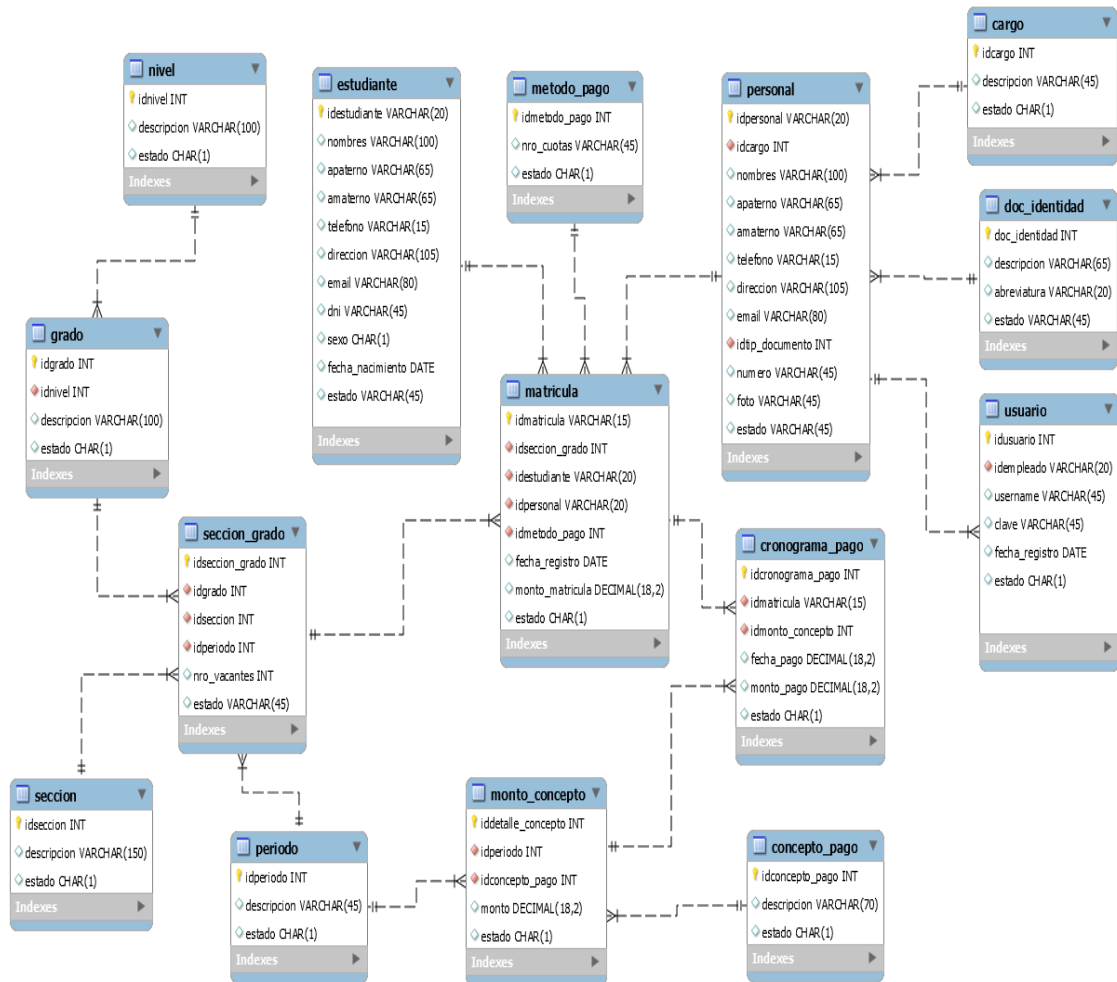 nivel
idnivel INT
descripcion VARCHAR(100)
estado CHAR(1)
Indexes
estudiante
idestudiante VARCHAR(20)
nombres VARCHAR(100)
apaterno VARCHAR(65)
amaterno VARCHAR(65)
telefono VARCHAR(15)
direccion VARCHAR(105)
email VARCHAR(80)
dni VARCHAR(45)
sexo CHAR(1)
fecha_nacimiento DATE
estado VARCHAR(45)
Indexes
metodo_pago
idmetodo_pago INT
nro_cuotas VARCHAR(45)
estado CHAR(1)
Indexes
personal
idpersonal VARCHAR(20)
idcargo INT
nombres VARCHAR(100)
apaterno VARCHAR(65)
amaterno VARCHAR(65)
telefono VARCHAR(15)
direccion VARCHAR(105)
email VARCHAR(80)
idtip_documento INT
numero VARCHAR(45)
foto VARCHAR(45)
estado VARCHAR(45)
Indexes
cargo
idcargo INT
descripcion VARCHAR(45)
estado CHAR(1)
Indexes
doc_identidad
doc_identidad INT
descripcion VARCHAR(65)
abreviatura VARCHAR(20)
estado VARCHAR(45)
Indexes
grado
idgrado INT
idnivel INT
descripcion VARCHAR(100)
estado CHAR(1)
Indexes
matricula
idmatricula VARCHAR(15)
idseccion_grado INT
idestudiante VARCHAR(20)
idpersonal VARCHAR(20)
idmetodo_pago INT
fecha_registro DATE
monto_matricula DECIMAL(18,2)
estado CHAR(1)
Indexes
usuario
idusuario INT
idempleado VARCHAR(20)
username VARCHAR(45)
clave VARCHAR(45)
fecha_registro DATE
estado CHAR(1)
Indexes
seccion_grado
idseccion_grado INT
idgrado INT
idseccion INT
idperiodo INT
nro_vacantes INT
estado VARCHAR(45)
Indexes
cronograma_pago
idcronograma_pago INT
idmatricula VARCHAR(15)
idmonto_concepto INT
fecha_pago DECIMAL(18,2)
monto_pago DECIMAL(18,2)
estado CHAR(1)
Indexes
seccion
idseccion INT
descripcion VARCHAR(150)
estado CHAR(1)
Indexes
periodo
idperiodo INT
descripcion VARCHAR(45)
estado CHAR(1)
Indexes
monto_concepto
iddetalle_concepto INT
idperiodo INT
idconcepto_pago INT
monto DECIMAL(18,2)
estado CHAR(1)
Indexes
concepto_pago
idconcepto_pago INT
descripcion VARCHAR(70)
estado CHAR(1)
Indexes